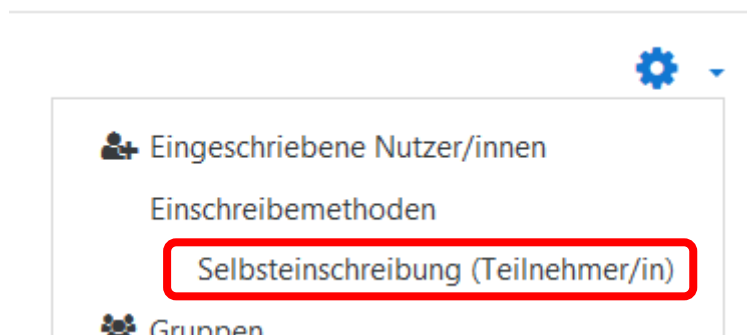 Eingeschriebene Nutzer/innen
Einschreibemethoden
Selbsteinschreibung (Teilnehmer/in)
Gruppen